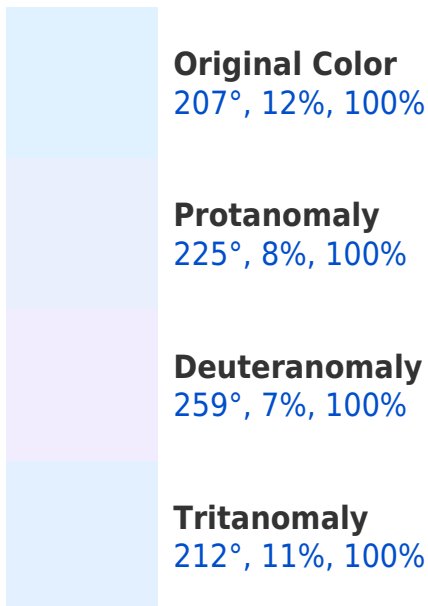 Original Color
207°, 12%, 100%
Protanomaly
225°, 8%, 100%
Deuteranomaly
259°, 7%, 100%
Tritanomaly
212°, 11%, 100%